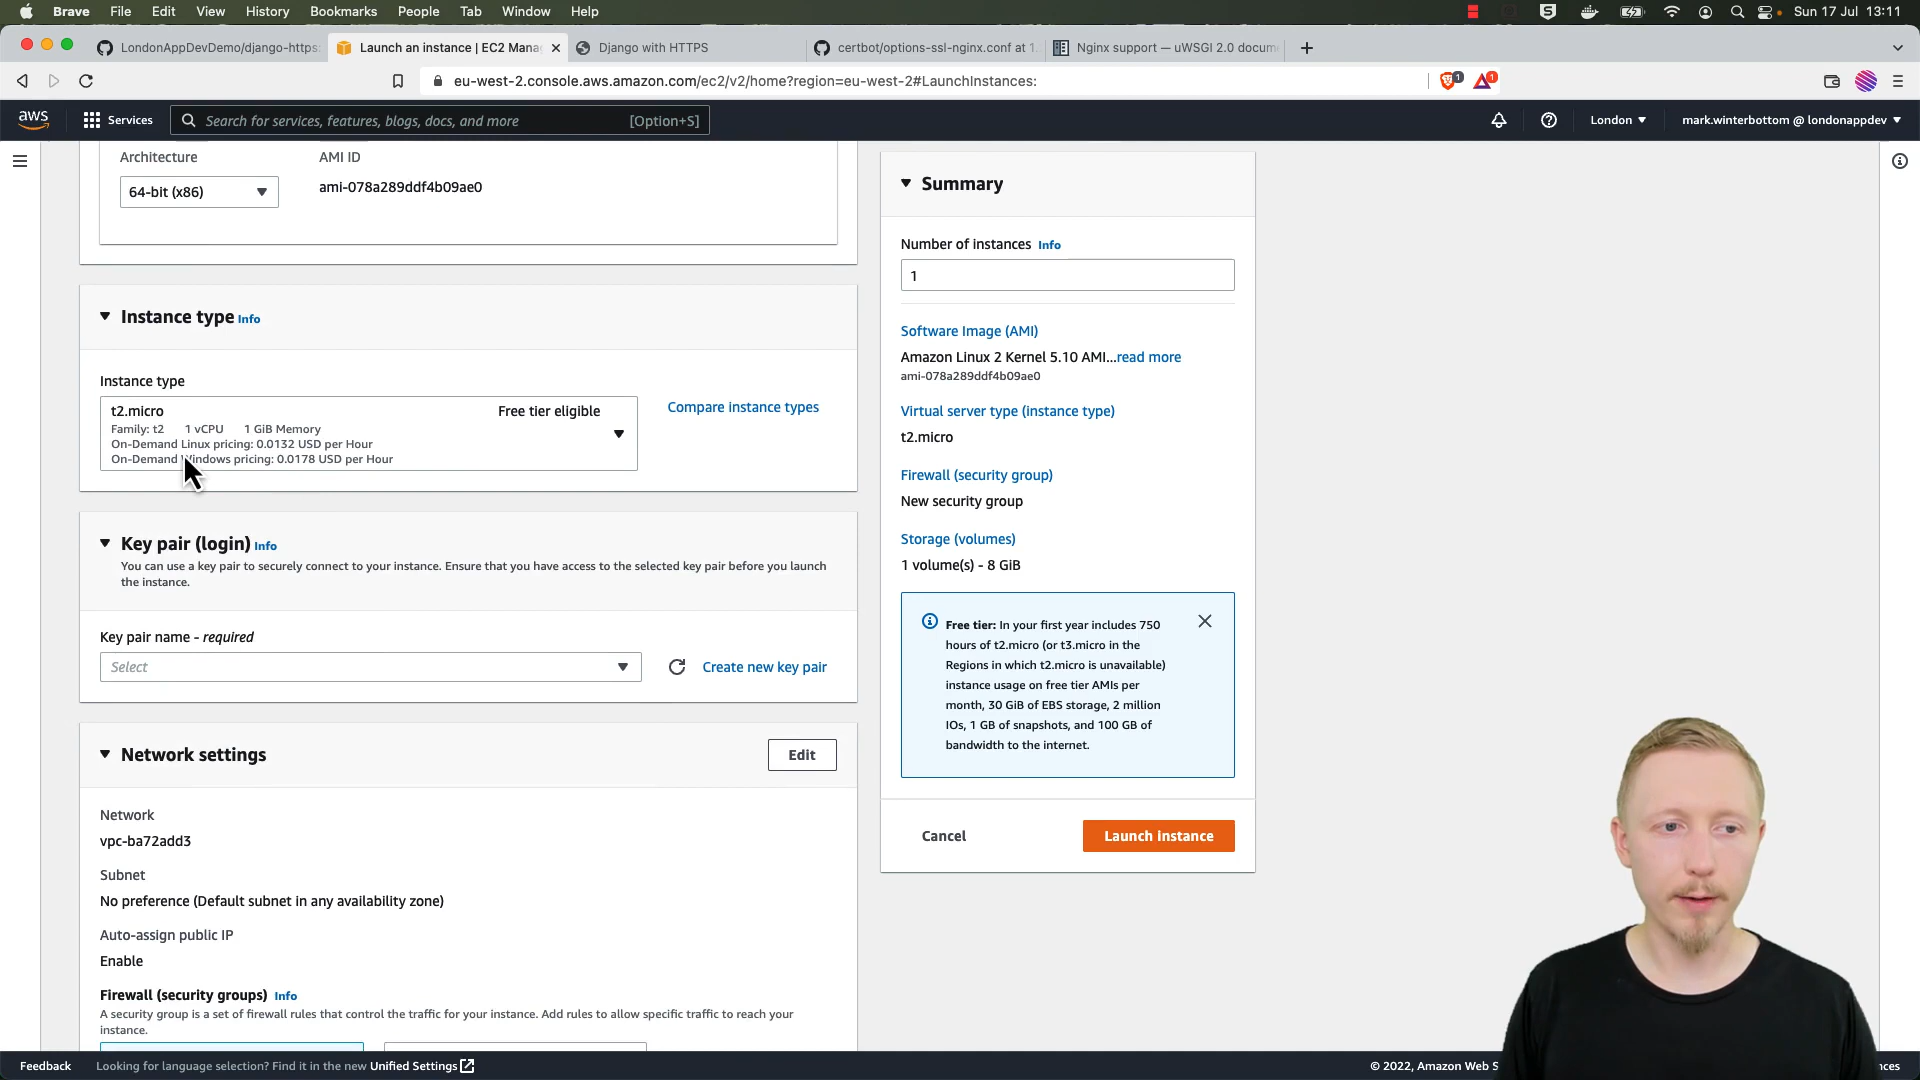 Brave File Edit View History Bookmarks People Tab Window Help
Sun 17 Jul 13:11
LondonAppDevDemo/django-https:
Launch an instance | EC2 Mana
Django with HTTPS
certbot/options-ssl-nginx.conf at 1.
Nginx support — uWSGI 2.0 docum
eu-west-2.console.aws.amazon.com/ec2/v2/home?region=eu-west-2#LaunchInstances:
1
1
aws
Services
Search for services, features, blogs, docs, and more [Option+S]
London
mark.winterbottom @ londonappdev
Architecture
AMI ID
64-bit (x86)
ami-078a289ddf4b09ae0
Instance type Info
Instance type
t2.micro Free tier eligible
Family: t2 1 vCPU 1 GiB Memory
On-Demand Linux pricing: 0.0132 USD per Hour
On-Demand Windows pricing: 0.0178 USD per Hour
Compare instance types
Key pair (login) Info
You can use a key pair to securely connect to your instance. Ensure that you have access to the selected key pair before you launch
the instance.
Key pair name - required
Select
Create new key pair
Network settings
Edit
Network
vpc-ba72add3
Subnet
No preference (Default subnet in any availability zone)
Auto-assign public IP
Enable
Firewall (security groups) Info
A security group is a set of firewall rules that control the traffic for your instance. Add rules to allow specific traffic to reach your
instance.
Summary
Number of instances Info
1
Software Image (AMI)
Amazon Linux 2 Kernel 5.10 AMI...read more
ami-078a289ddf4b09ae0
Virtual server type (instance type)
t2.micro
Firewall (security group)
New security group
Storage (volumes)
1 volume(s) - 8 GiB
Free tier: In your first year includes 750
hours of t2.micro (or t3.micro in the
Regions in which t2.micro is unavailable)
instance usage on free tier AMIs per
month, 30 GiB of EBS storage, 2 million
IOs, 1 GB of snapshots, and 100 GB of
bandwidth to the internet.
Cancel
Launch instance
Feedback
Looking for language selection? Find it in the new Unified Settings
© 2022, Amazon Web S
nces